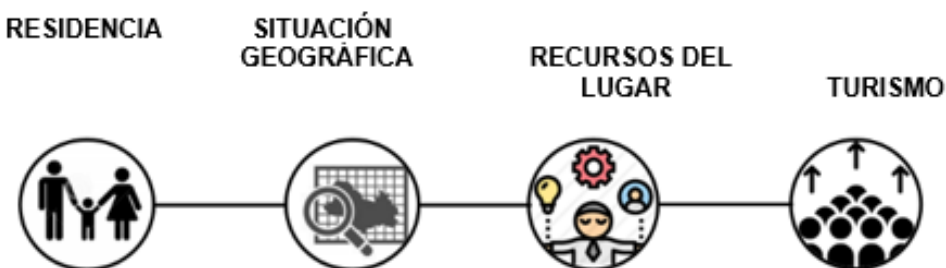 RESIDENCIA
SITUACIÓN
GEOGRÁFICA
RECURSOS DEL
LUGAR
TURISMO